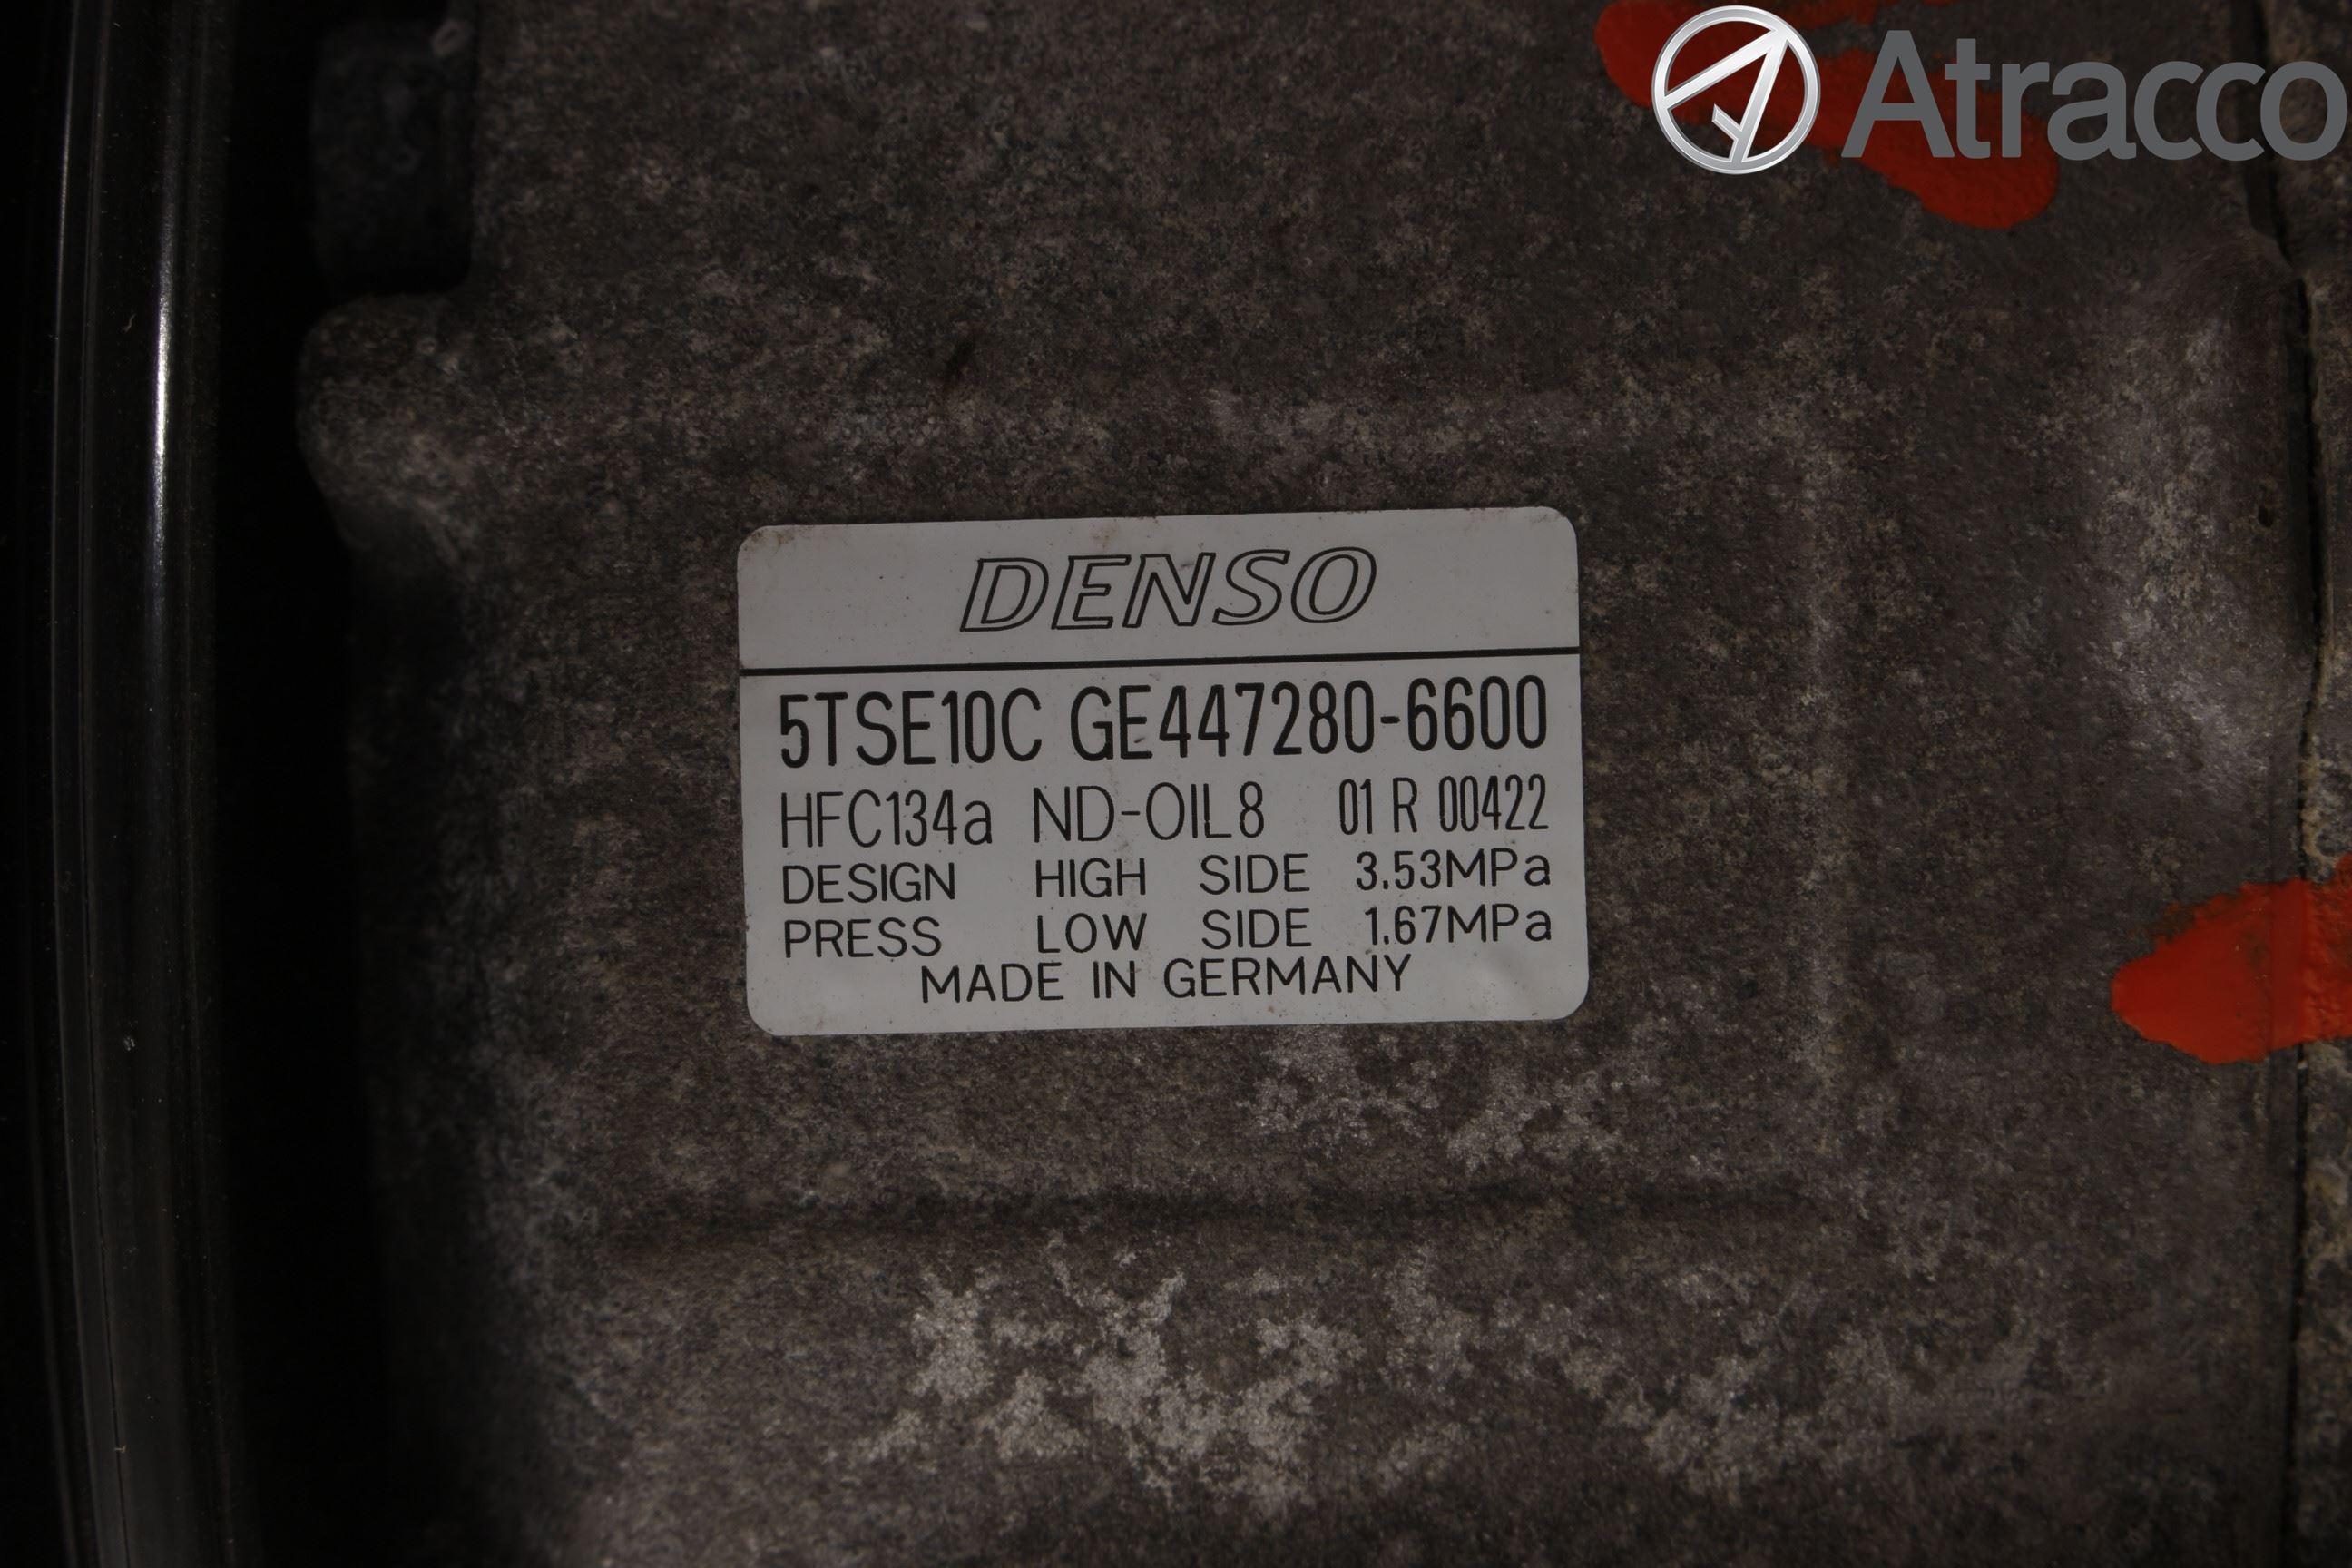 Atracco
DENSO
5TSE10C GE447280-6600
HFC134a ND-OIL8 01 R 00422
DESIGN HIGH SIDE 3.53MPa
PRESS LOW SIDE 1.67MPa
MADE IN GERMANY